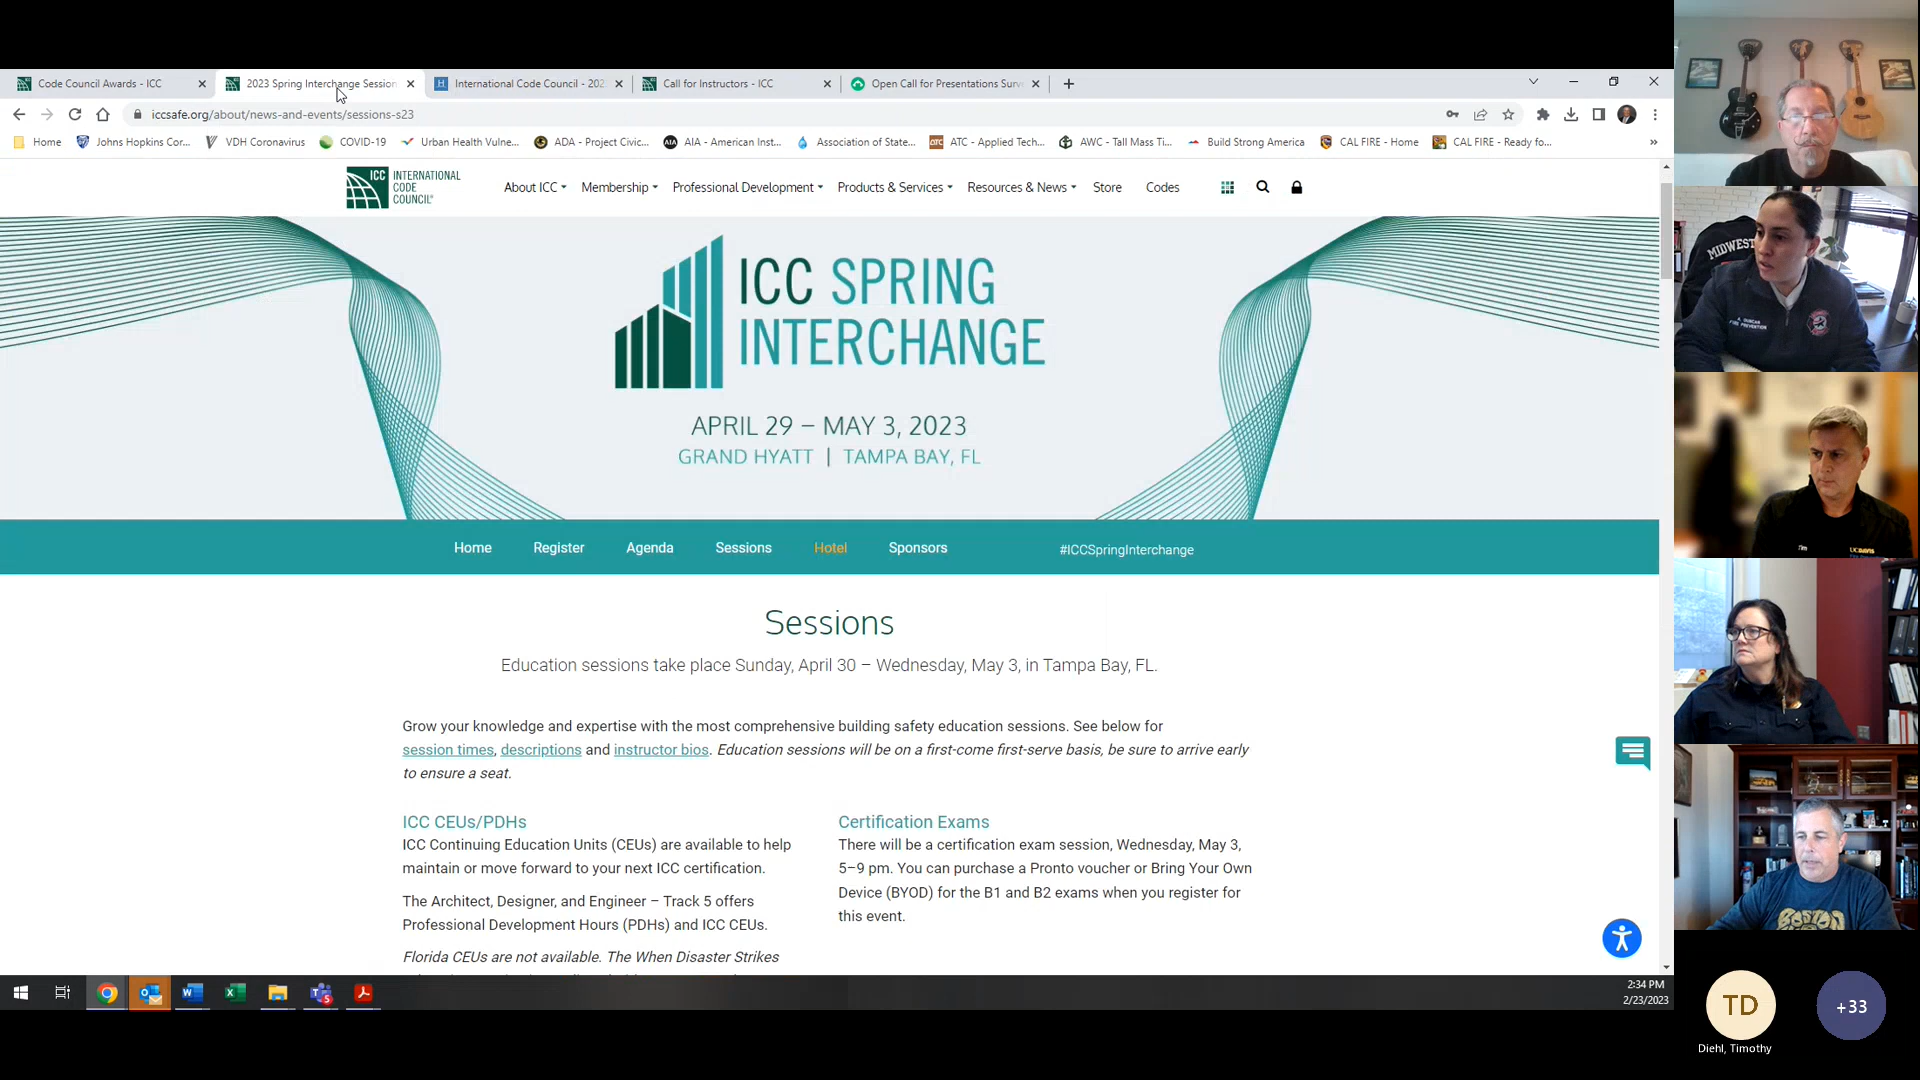 Code Council Awards - ICC
2023 Spring Interchange Session
International Code Council - 202
Call for Instructors - ICC
Open Call for Presentations Surv
iccsafe.org/about/news-and-events/sessions-s23
Home
Johns Hopkins Cor...
VDH Coronavirus
COVID-19
Urban Health Vulne...
ADA - Project Civic...
AIA - American Inst...
Association of State...
ATC - Applied Tech...
AWC - Tall Mass Ti...
Build Strong America
CAL FIRE - Home
CAL FIRE - Ready fo...
»
ICC INTERNATIONAL
CODE
COUNCIL
About ICC
Membership
Professional Development
Products & Services
Resources & News
Store
Codes
ICC SPRING
INTERCHANGE
APRIL 29 – MAY 3, 2023
GRAND HYATT | TAMPA BAY, FL
Home
Register
Agenda
Sessions
Hotel
Sponsors
#ICCSpringInterchange
Sessions
Education sessions take place Sunday, April 30 – Wednesday, May 3, in Tampa Bay, FL.
Grow your knowledge and expertise with the most comprehensive building safety education sessions. See below for
session times, descriptions and instructor bios. Education sessions will be on a first-come first-serve basis, be sure to arrive early
to ensure a seat.
ICC CEUs/PDHs
ICC Continuing Education Units (CEUs) are available to help
maintain or move forward to your next ICC certification.
The Architect, Designer, and Engineer – Track 5 offers
Professional Development Hours (PDHs) and ICC CEUs.
Florida CEUs are not available. The When Disaster Strikes
Certification Exams
There will be a certification exam session, Wednesday, May 3,
5–9 pm. You can purchase a Pronto voucher or Bring Your Own
Device (BYOD) for the B1 and B2 exams when you register for
this event.
2:34 PM
2/23/2023
MIDWEST
A. DUNCAN
FIRE PREVENTION
Tim
UC DAVIS
BOSTON
TD
+33
Diehl, Timothy